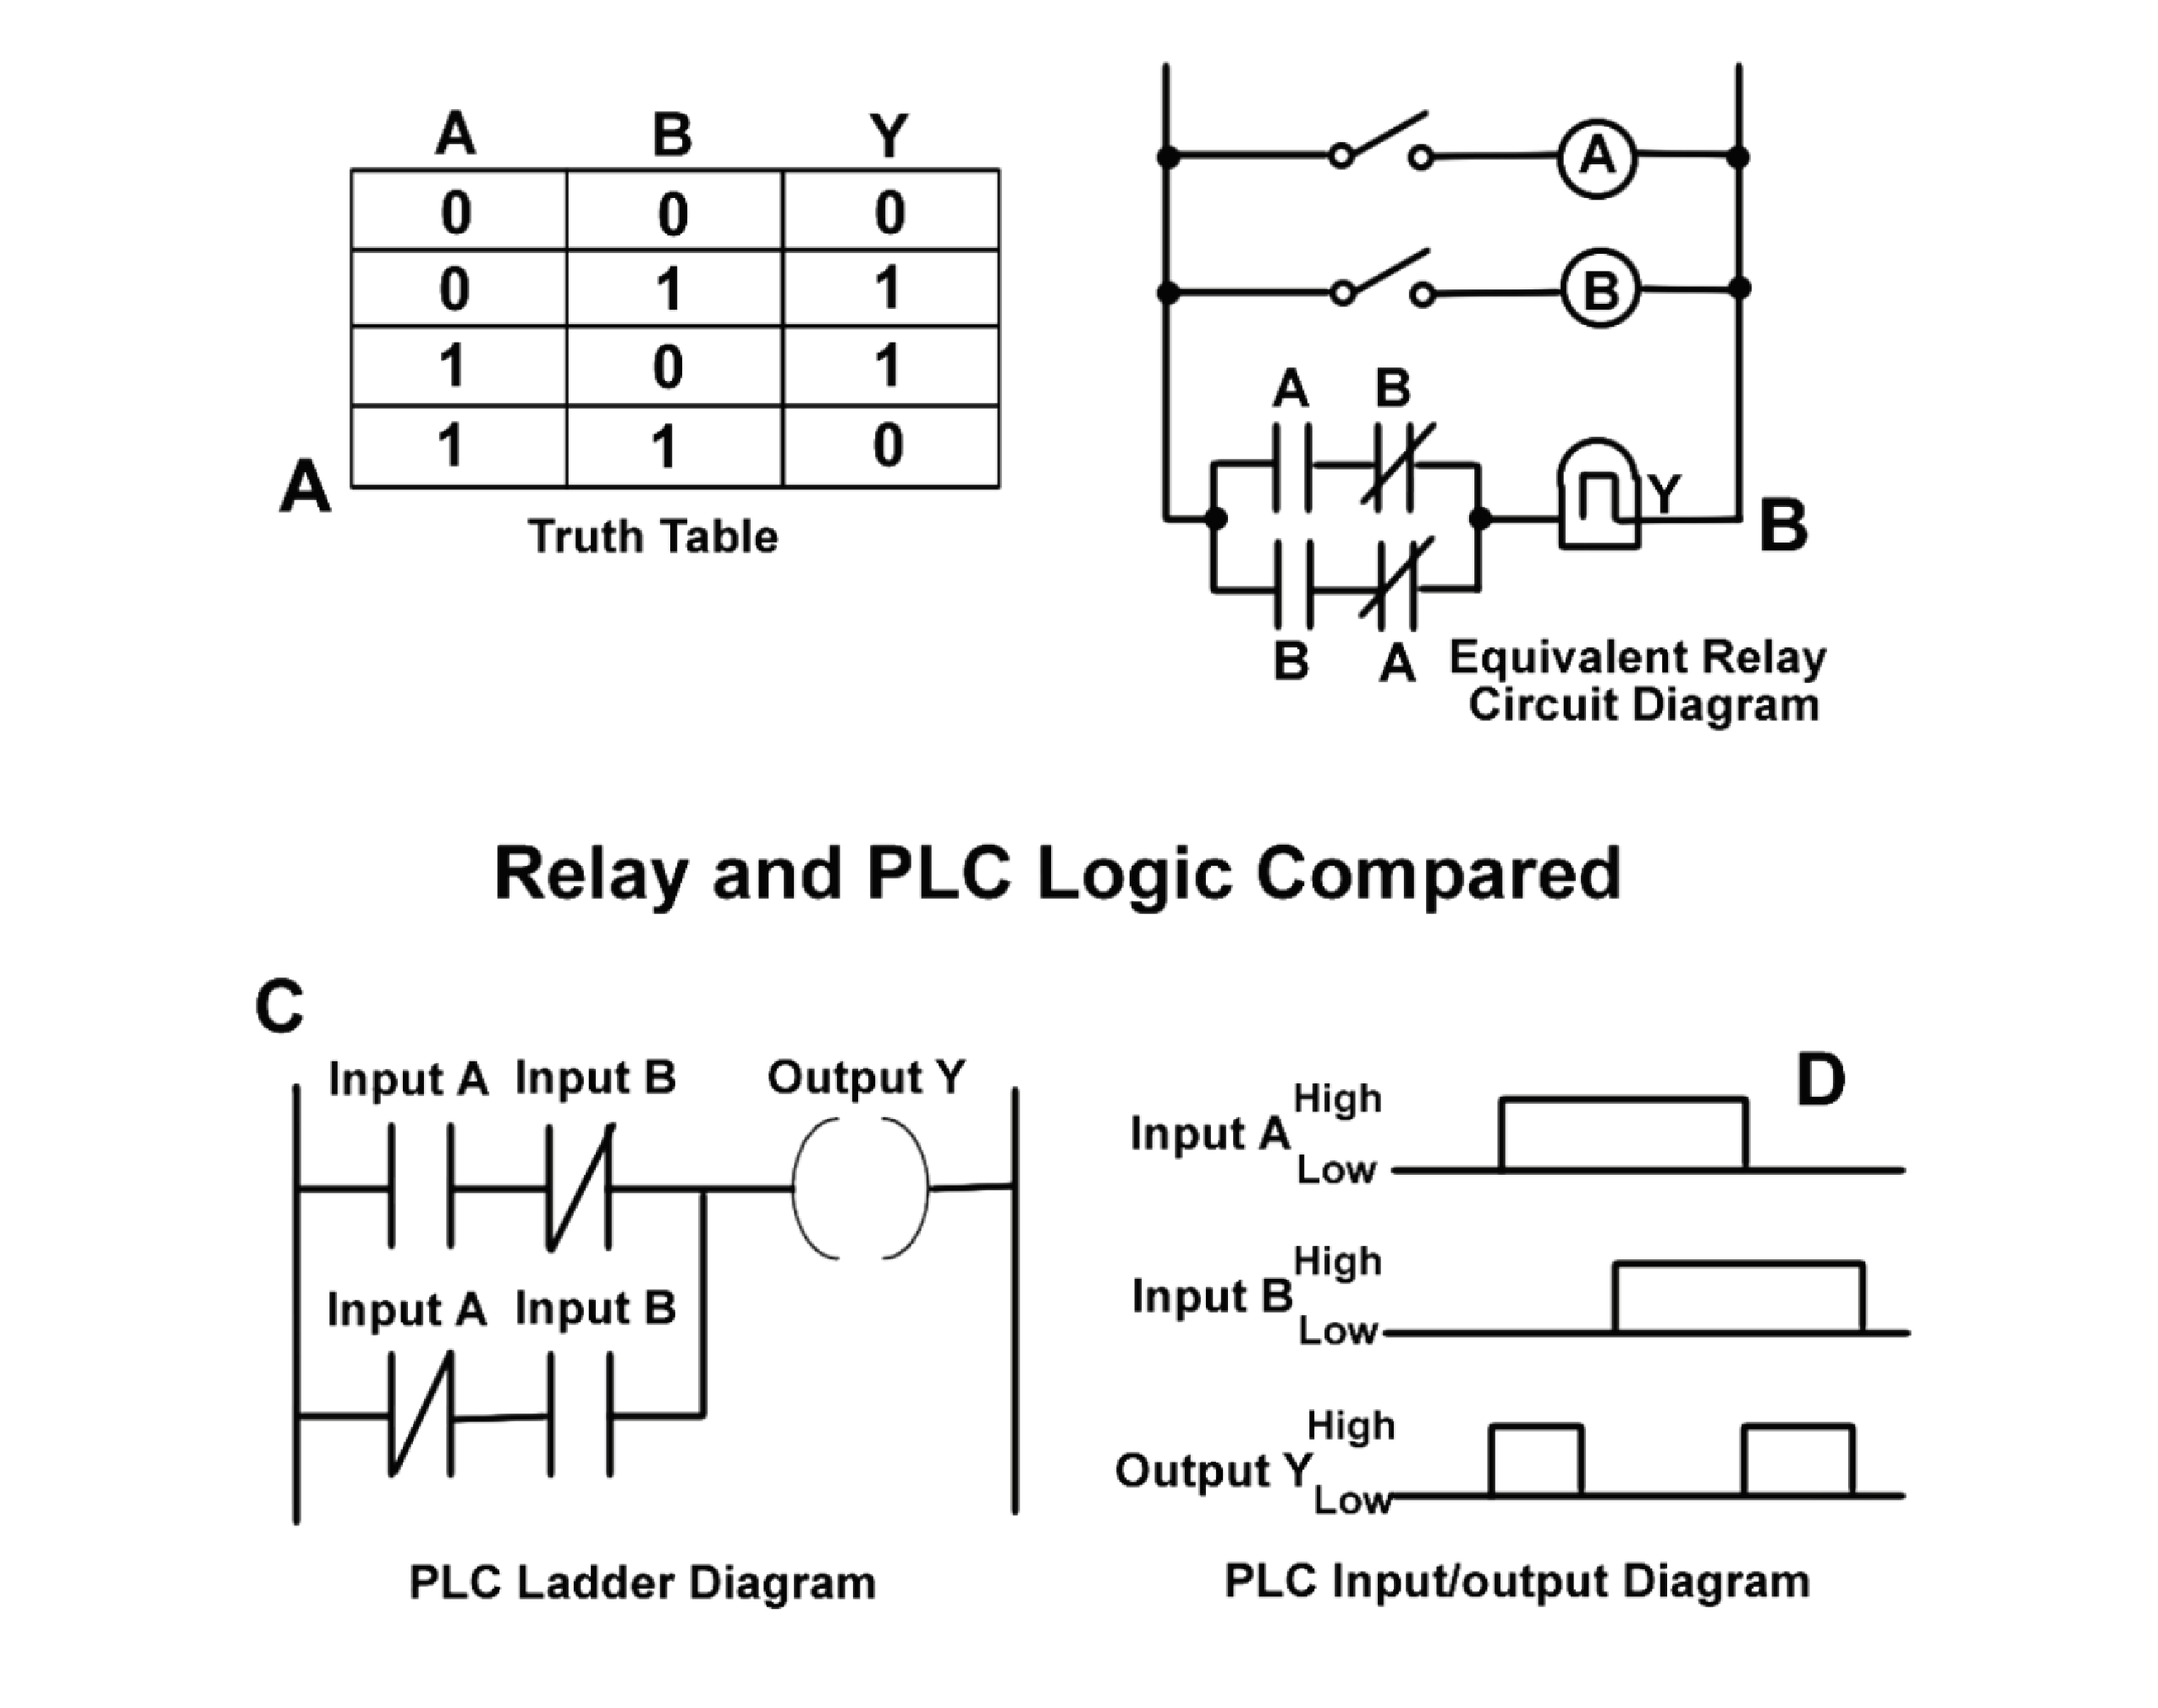 A B Y
0 0 0
0 1 1
1 0 1
1 1 0
A
Truth Table
A
B
A B
Y
B
B A
Equivalent Relay
Circuit Diagram
Relay and PLC Logic Compared
C
Input A Input B Output Y
Input A Input B
PLC Ladder Diagram
D
High
Input A
Low
High
Input B
Low
High
Output Y
Low
PLC Input/output Diagram